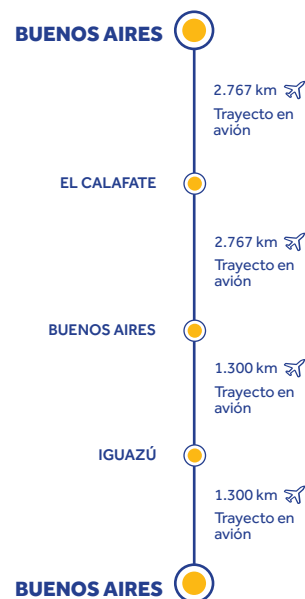 BUENOS AIRES
2.767 km
Trayecto en
avión
EL CALAFATE
2.767 km
Trayecto en
avión
BUENOS AIRES
1.300 km
Trayecto en
avión
IGUAZÚ
1.300 km
Trayecto en
avión
BUENOS AIRES